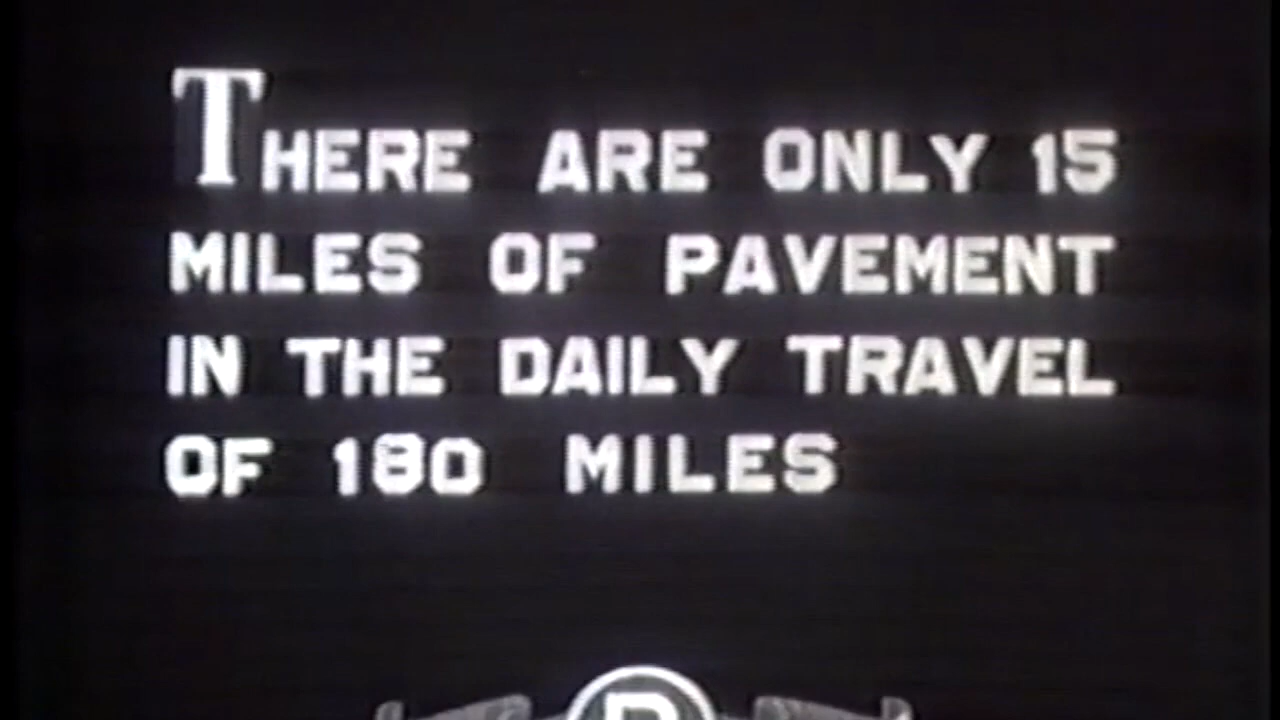 THERE ARE ONLY 15
MILES OF PAVEMENT
IN THE DAILY TRAVEL
OF 180 MILES